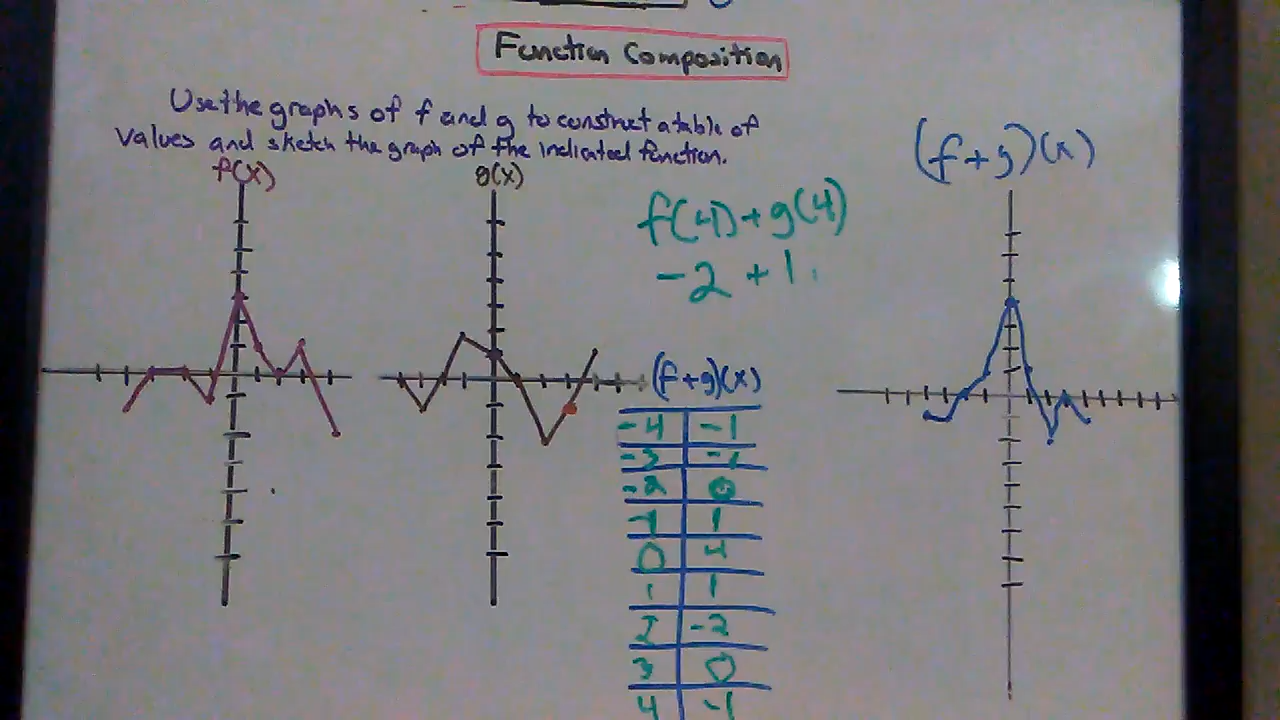 Function Composition
Use the graphs of f and g to construct a table of
values and sketch the graph of the indicated function.
f(x)
g(x)
(f+g)(x)
f(4)+g(4)
-2 +1
(f+g)(x)
-4 -1
-3 -1
-2 0
-1 1
0 4
1 1
2 -2
3 0
4 -1